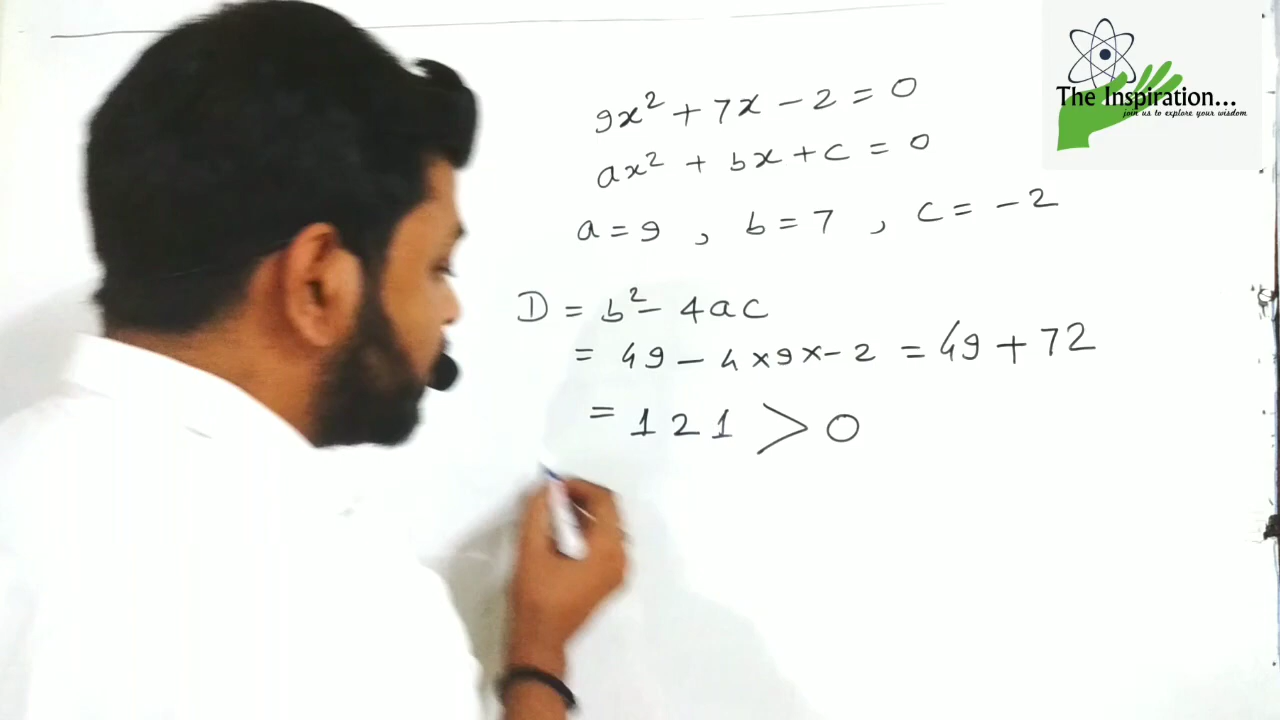 9x² + 7x - 2 = 0
ax² + bx + c = 0
a = 9 , b = 7 , c = -2
D = b² - 4ac
= 49 - 4 x 9 x - 2 = 49 + 72
= 121 > 0
The Inspiration...
join us to explore your wisdom